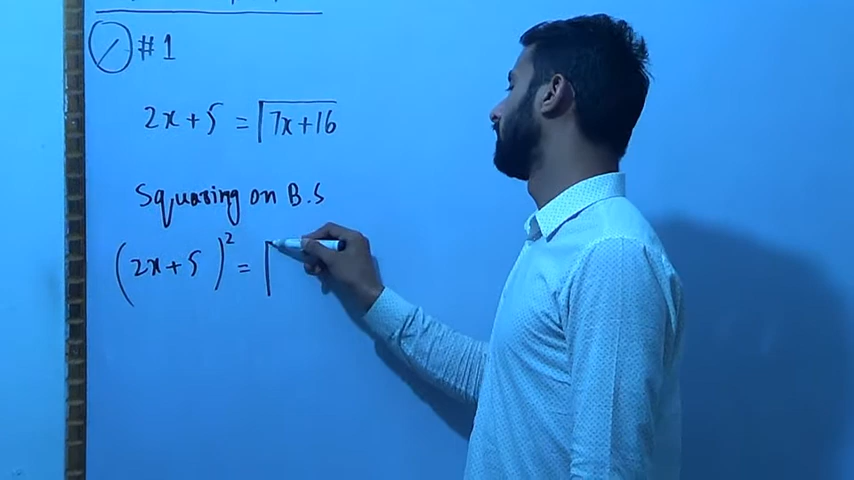 #1
2x + 5 = √7x + 16
Squaring on B.S
(2x + 5)² = √